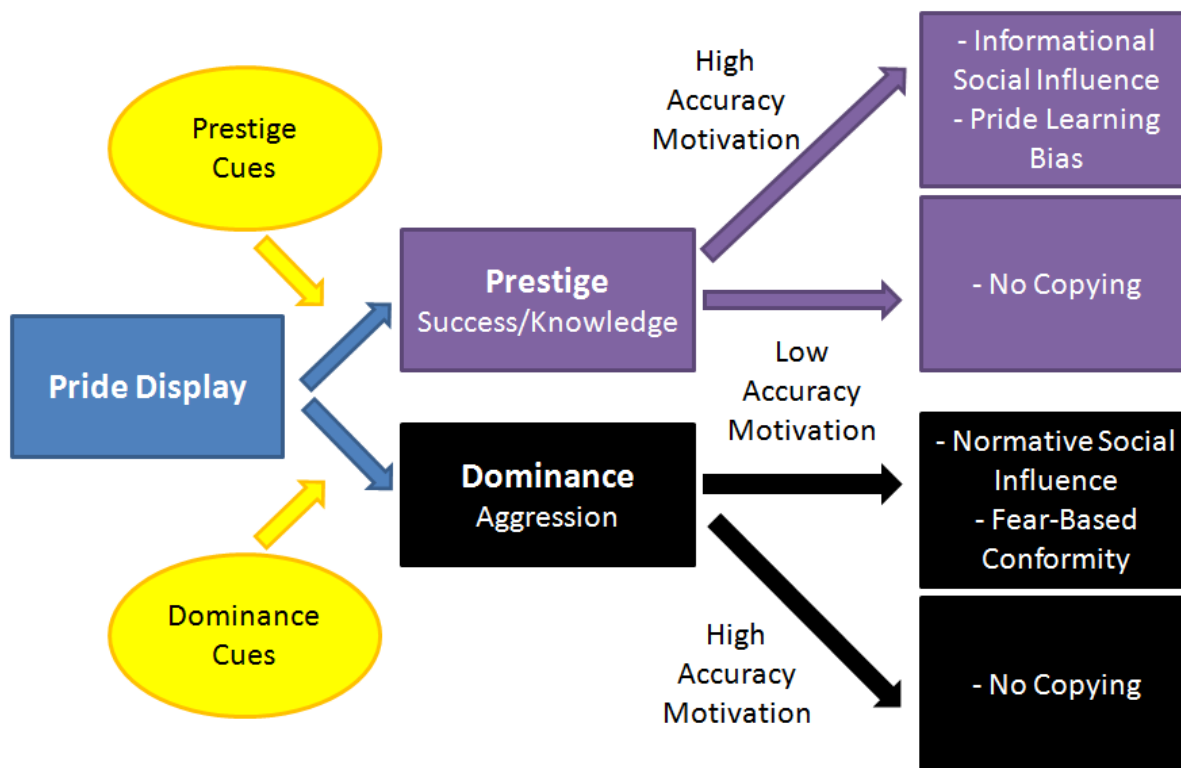 Prestige
Cues
Pride Display
Dominance
Cues
Prestige
Success/Knowledge
Dominance
Aggression
High
Accuracy
Motivation
Low
Accuracy
Motivation
High
Accuracy
Motivation
- Informational
Social Influence
- Pride Learning
Bias
- No Copying
- Normative Social
Influence
- Fear-Based
Conformity
- No Copying